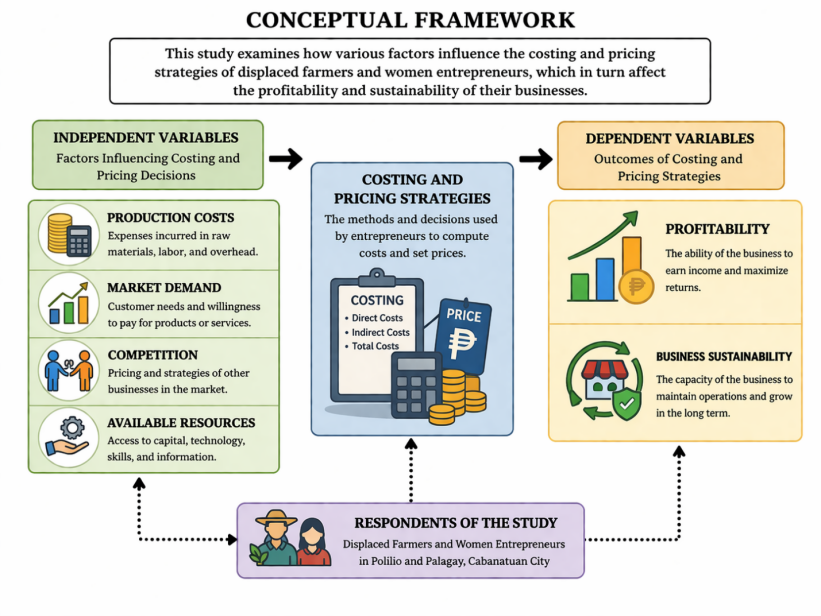 CONCEPTUAL FRAMEWORK
This study examines how various factors influence the costing and pricing
strategies of displaced farmers and women entrepreneurs, which in turn affect
the profitability and sustainability of their businesses.
INDEPENDENT VARIABLES
Factors Influencing Costing and
Pricing Decisions
PRODUCTION COSTS
Expenses incurred in raw
materials, labor, and overhead.
MARKET DEMAND
Customer needs and willingness
to pay for products or services.
COMPETITION
Pricing and strategies of other
businesses in the market.
AVAILABLE RESOURCES
Access to capital, technology,
skills, and information.
COSTING AND
PRICING STRATEGIES
The methods and decisions used
by entrepreneurs to compute
costs and set prices.
COSTING
• Direct Costs
• Indirect Costs
• Total Costs
PRICE
₱
DEPENDENT VARIABLES
Outcomes of Costing and
Pricing Strategies
PROFITABILITY
The ability of the business to
earn income and maximize
returns.
₱
BUSINESS SUSTAINABILITY
The capacity of the business to
maintain operations and grow
in the long term.
RESPONDENTS OF THE STUDY
Displaced Farmers and Women Entrepreneurs
in Polilio and Palagay, Cabanatuan City